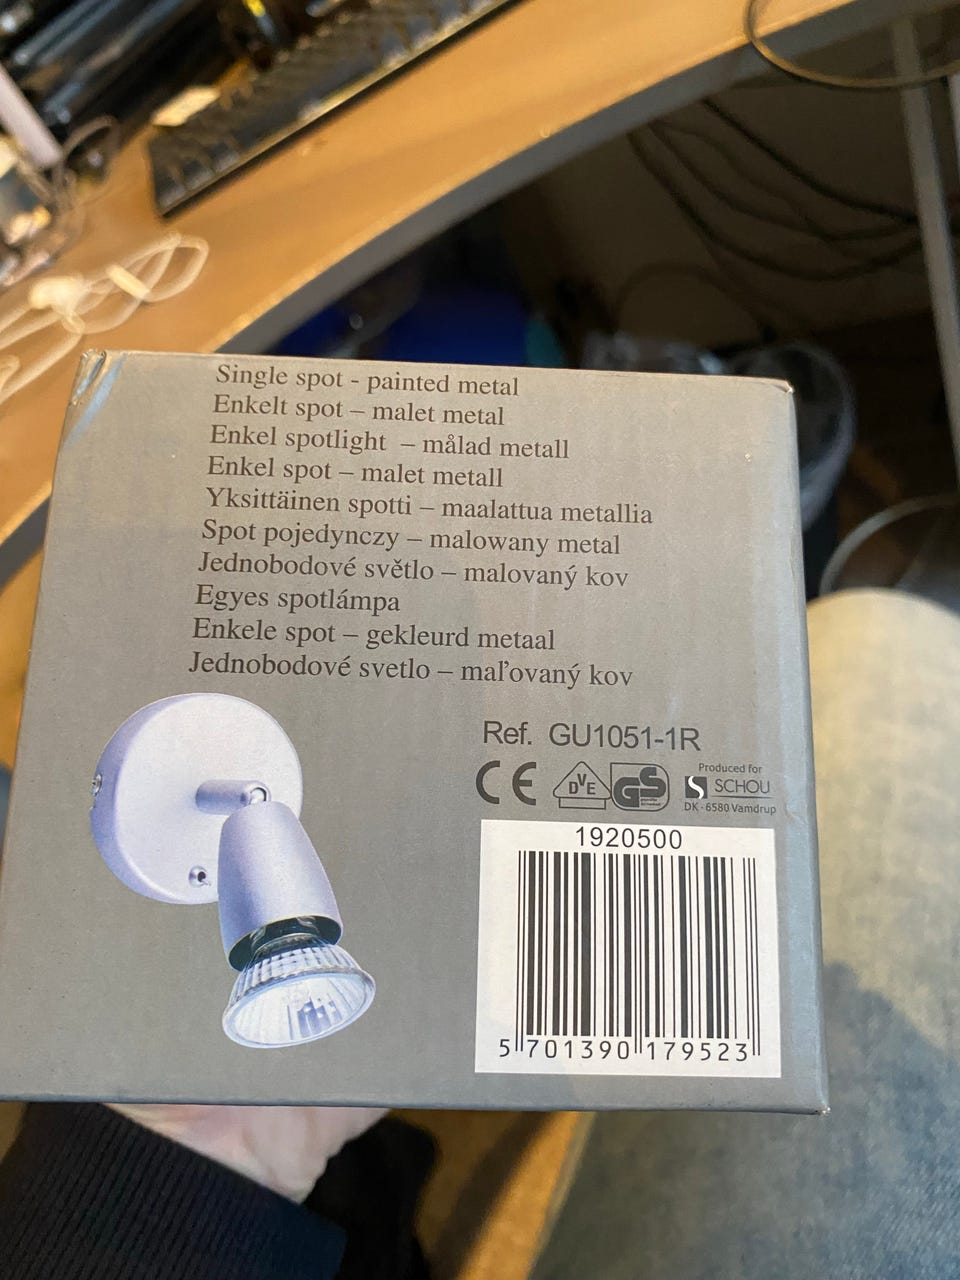 Single spot - painted metal
Enkelt spot – malet metal
Enkel spotlight – målad metall
Enkel spot – malet metall
Yksittäinen spotti – maalattua metallia
Spot pojedynczy – malowany metal
Jednobodové světlo – malovaný kov
Egyes spotlámpa
Enkele spot – gekleurd metaal
Jednobodové svetlo – maľovaný kov
Ref. GU1051-1R
CE
DVE
GS
Produced for
SCHOU
DK - 6580 Vamdrup
1920500
5 701390 179523